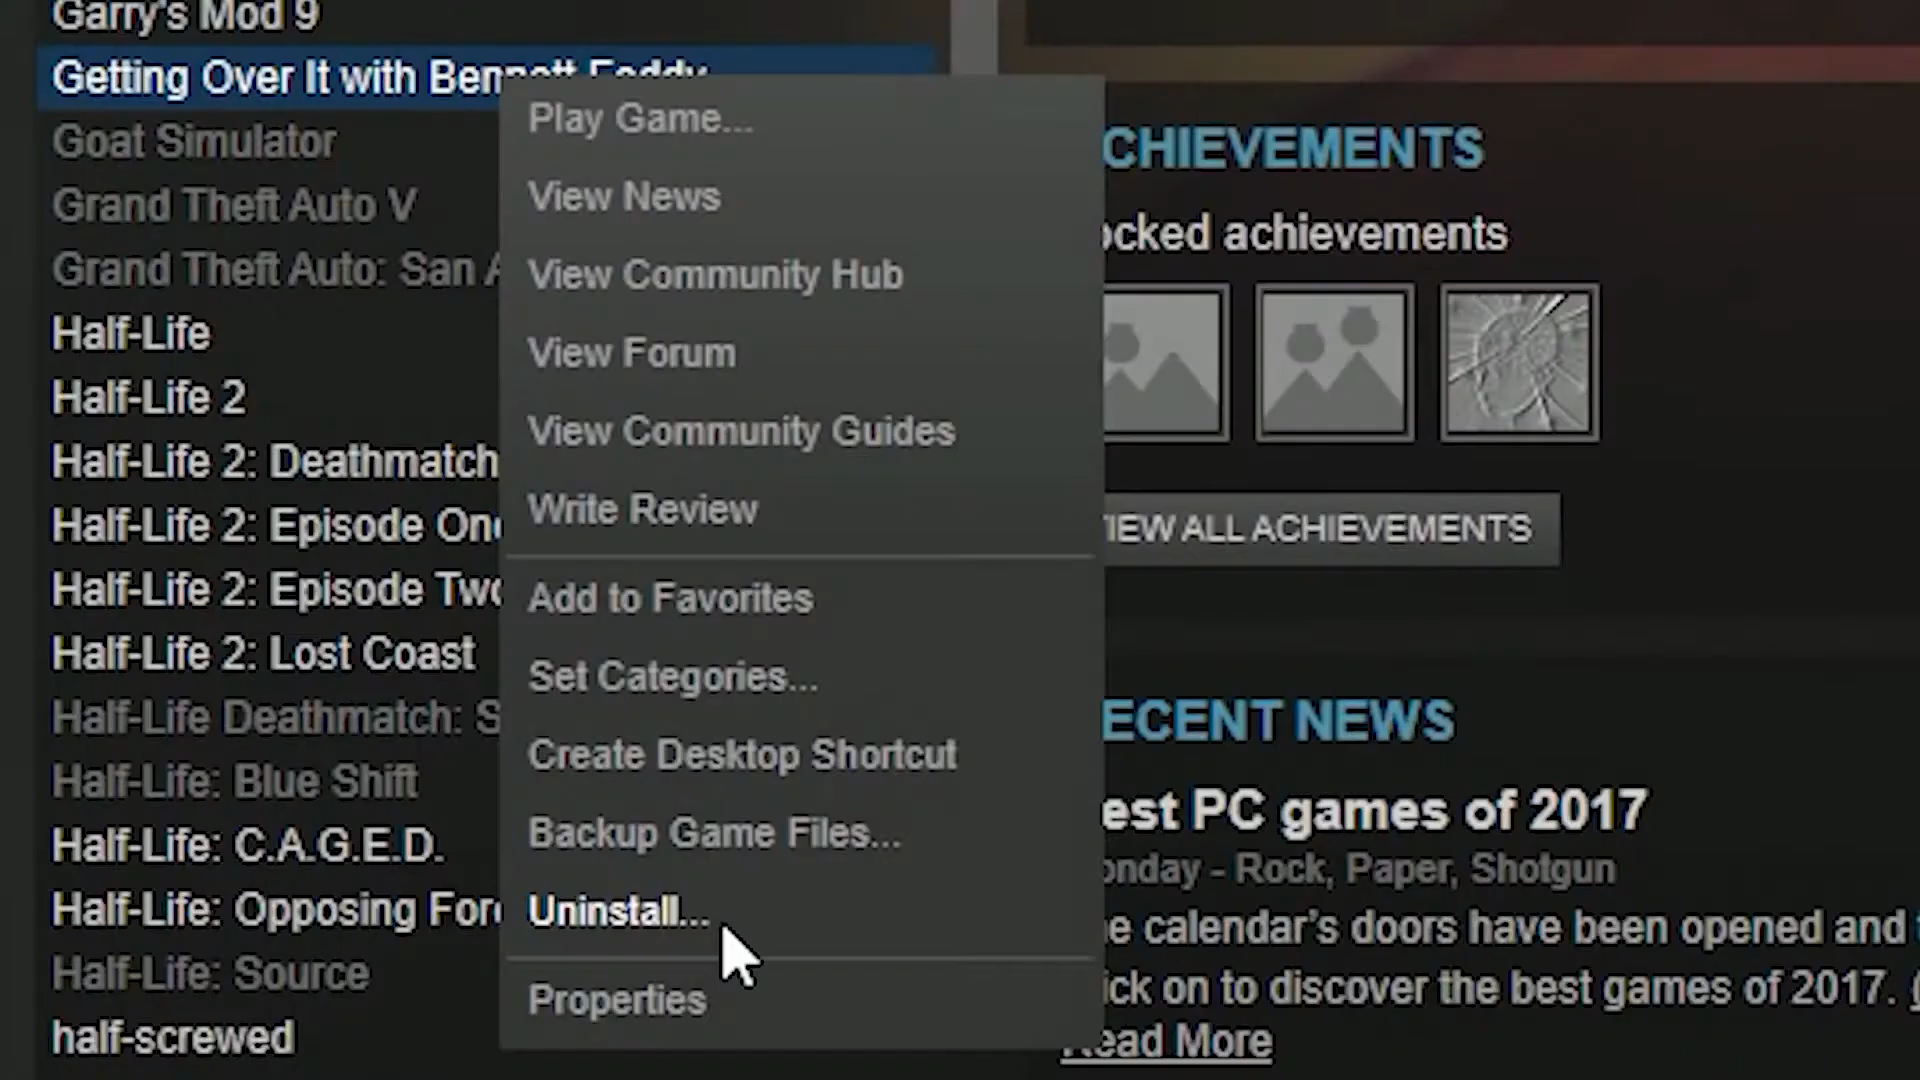 Garry's Mod 9
Getting Over It with Bennett Foddy
Goat Simulator
Grand Theft Auto V
Grand Theft Auto: San A
Half-Life
Half-Life 2
Half-Life 2: Deathmatch
Half-Life 2: Episode One
Half-Life 2: Episode Two
Half-Life 2: Lost Coast
Half-Life Deathmatch: S
Half-Life: Blue Shift
Half-Life: C.A.G.E.D.
Half-Life: Opposing Forc
Half-Life: Source
half-screwed
Play Game...
View News
View Community Hub
View Forum
View Community Guides
Write Review
Add to Favorites
Set Categories...
Create Desktop Shortcut
Backup Game Files...
Uninstall...
Properties
CHIEVEMENTS
ocked achievements
IEW ALL ACHIEVEMENTS
ECENT NEWS
est PC games of 2017
onday - Rock, Paper, Shotgun
e calendar's doors have been opened and
ick on to discover the best games of 2017.
Read More